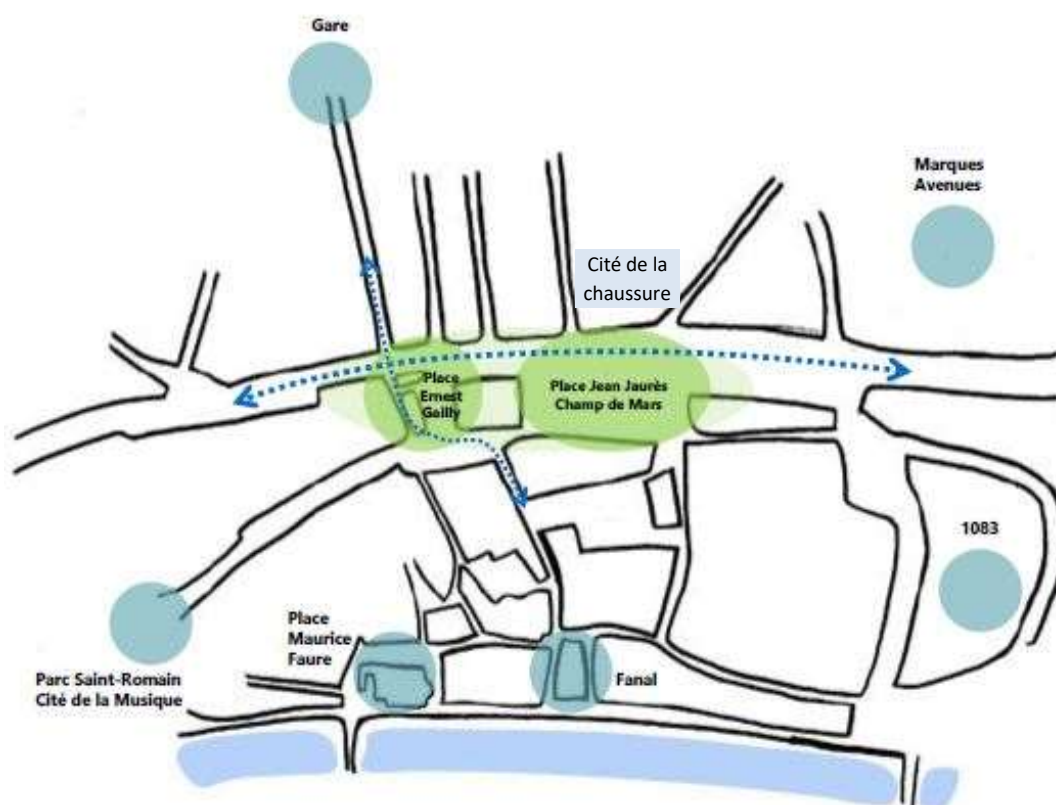 Gare
Marques
Avenues
Cité de la
chaussure
Place
Ernest
Gailly
Place Jean Jaurès
Champ de Mars
1083
Place
Maurice
Faure
Fanal
Parc Saint-Romain
Cité de la Musique